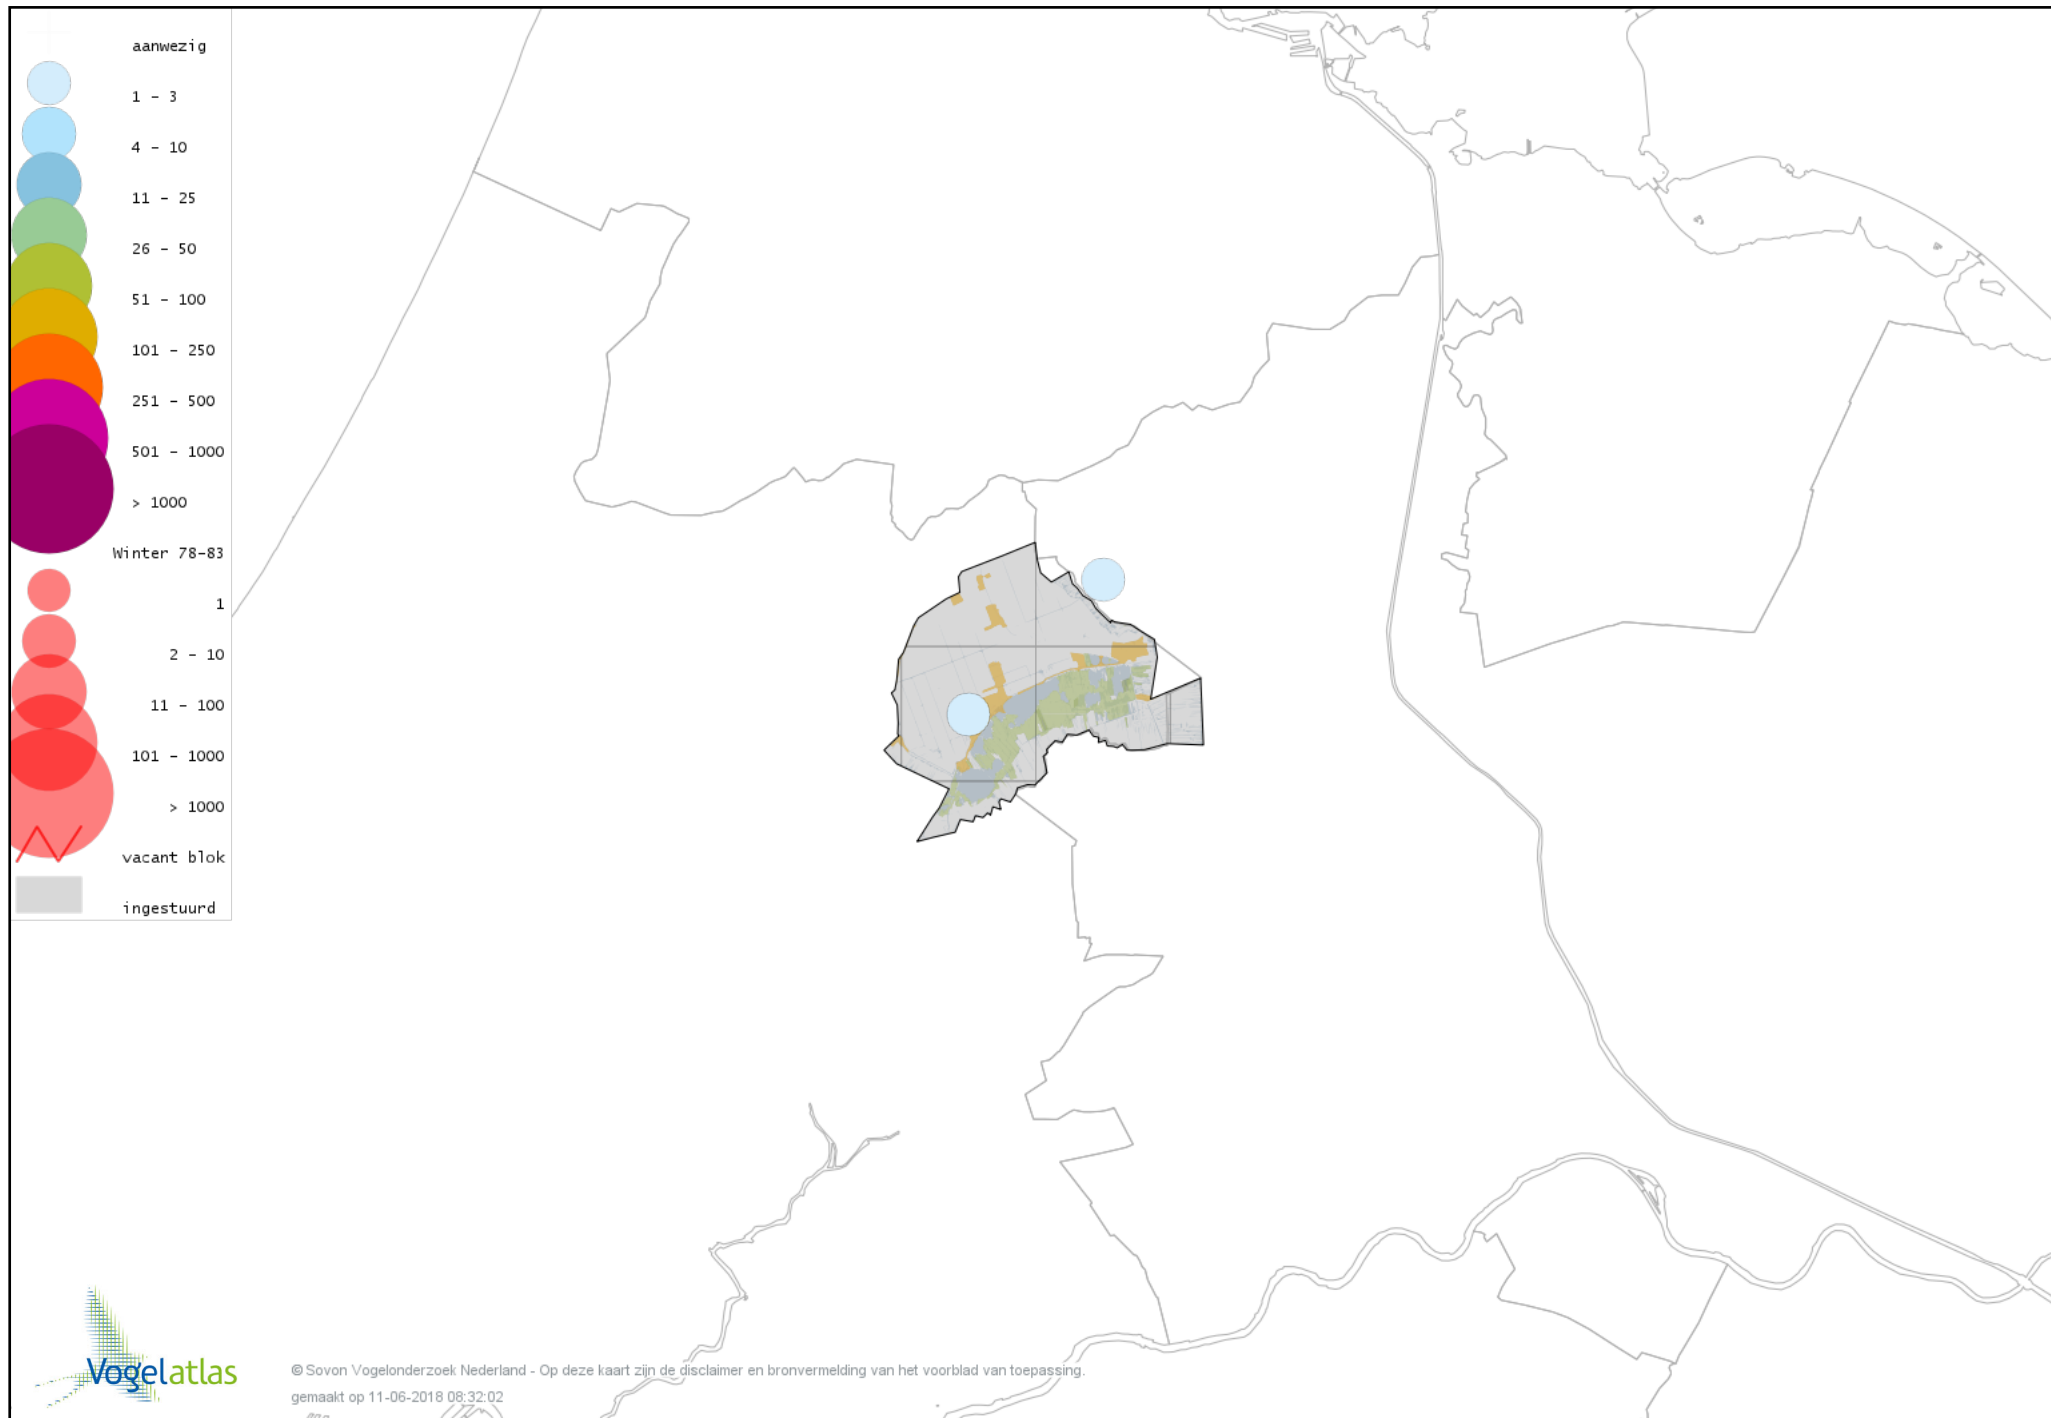 aanwezig
1 - 3
4 - 10
11 - 25
26 - 50
51 - 100
101 - 250
251 - 500
501 - 1000
> 1000
Winter 78-83
1
2 - 10
11 - 100
101 - 1000
> 1000
vacant blok
ingestuurd
Vogelatlas
© Sovon Vogelonderzoek Nederland - Op deze kaart zijn de disclaimer en bronvermelding van het voorblad van toepassing.
gemaakt op 11-06-2018 08:32:02